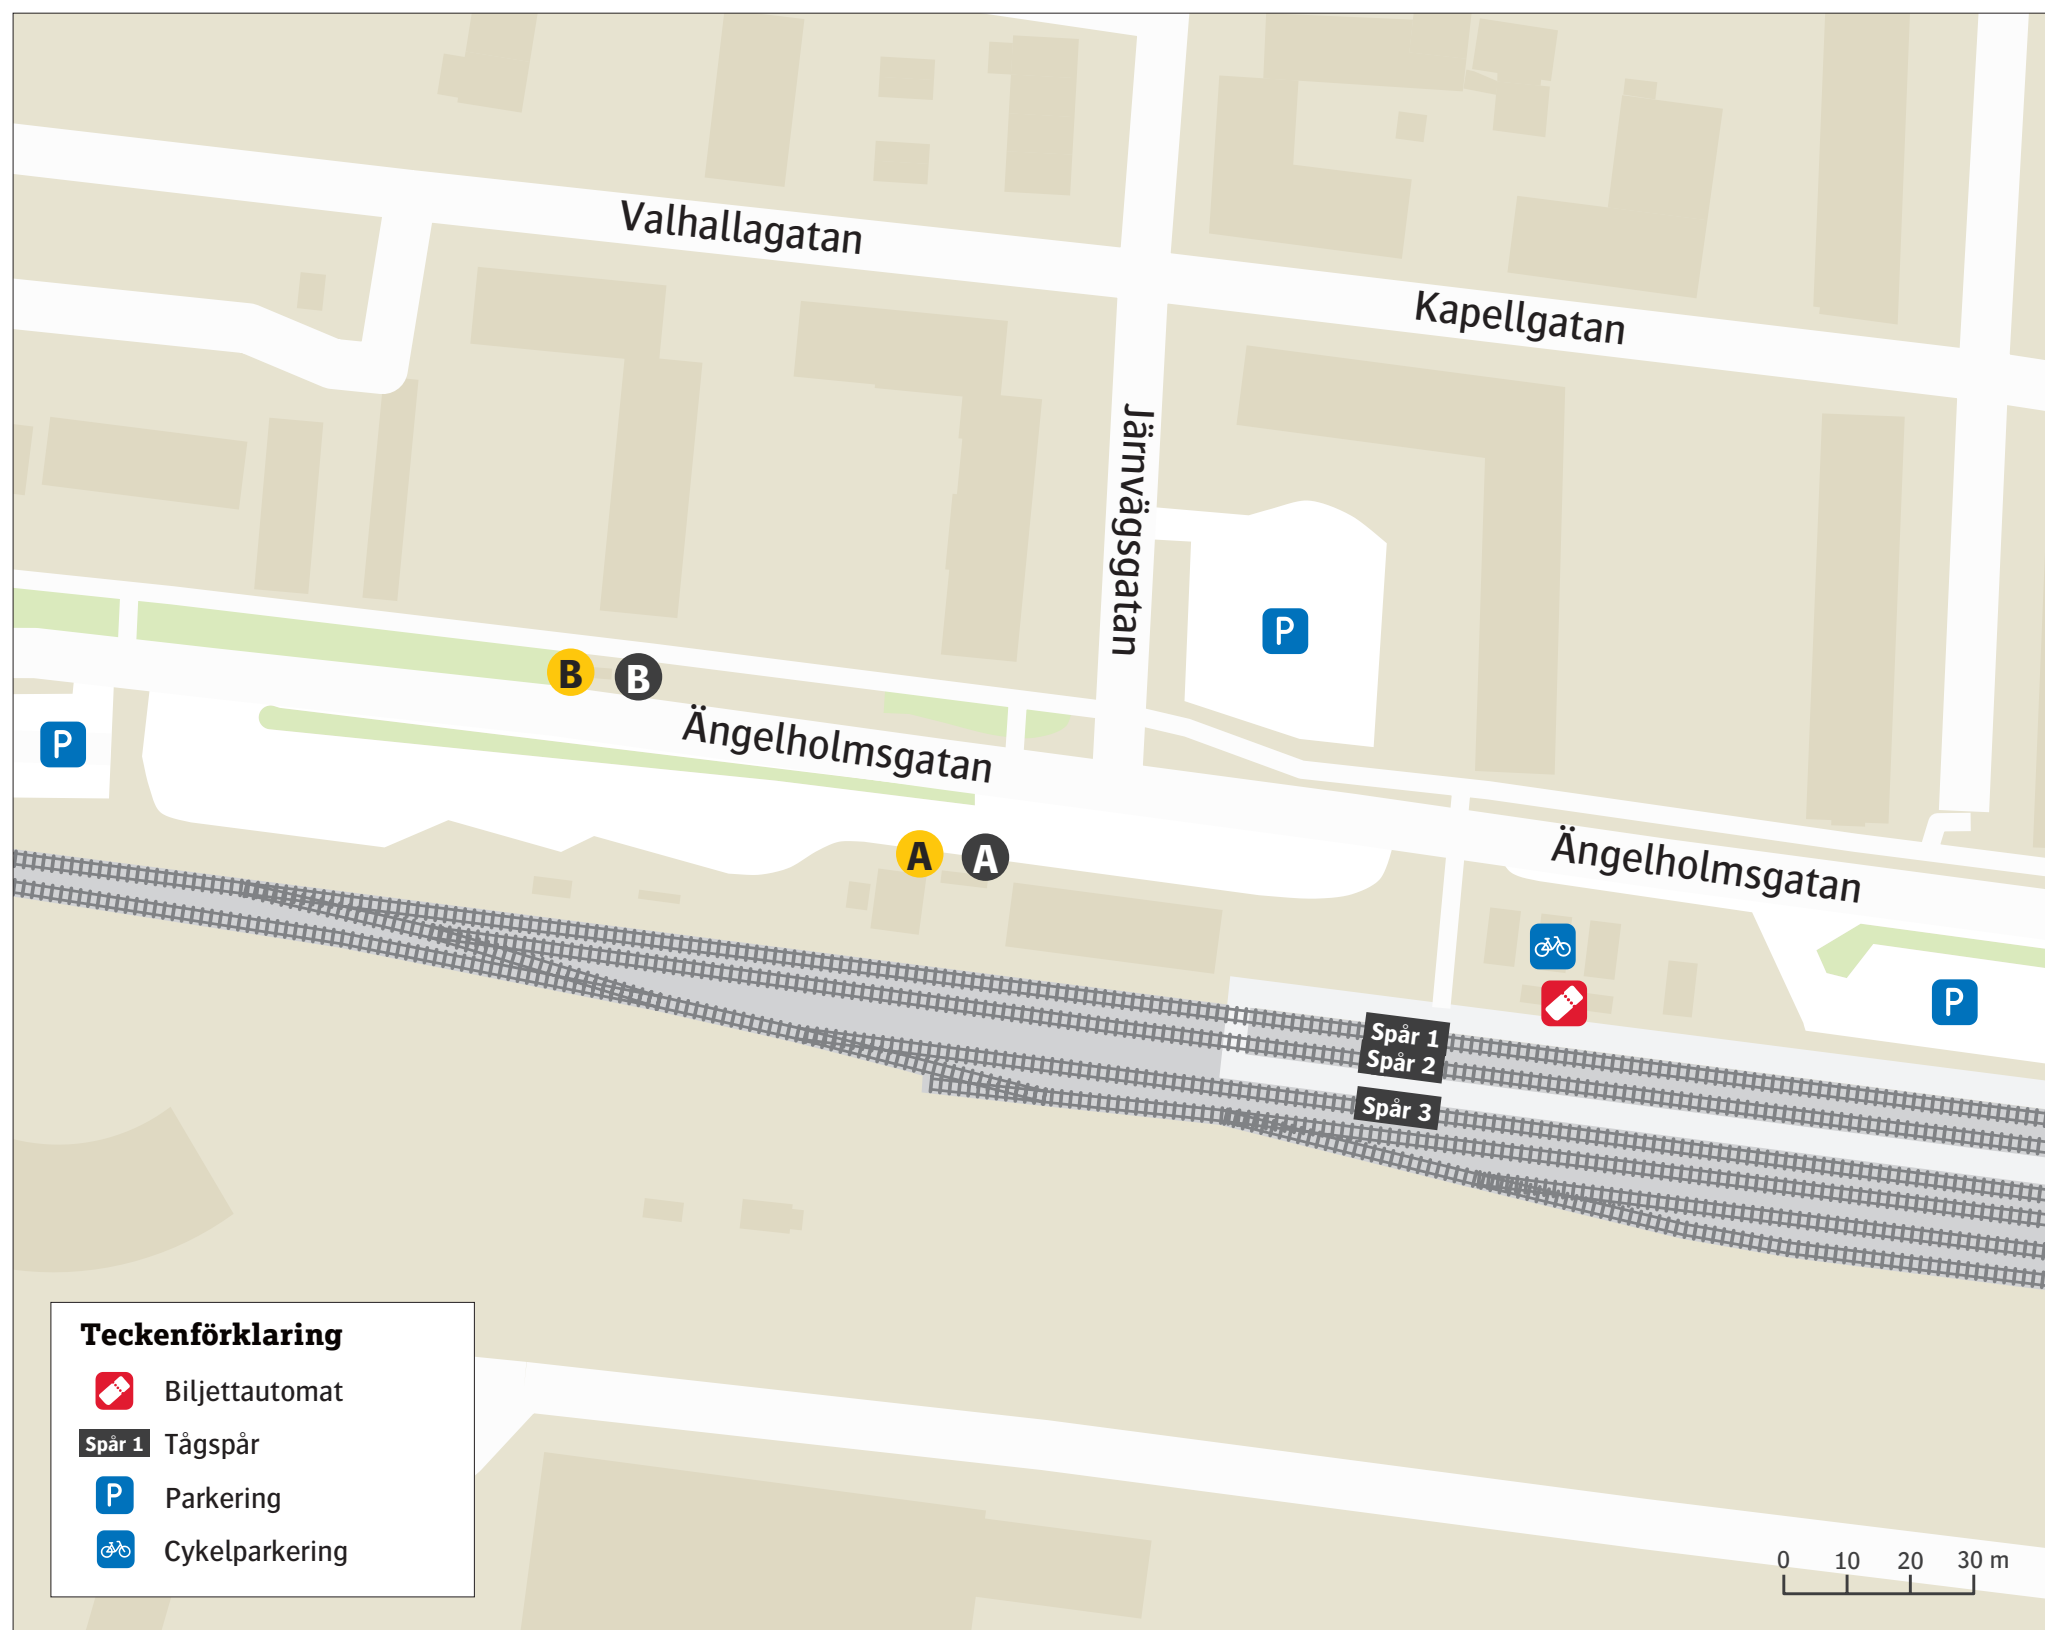 Valhallagatan
Kapellgatan
Järnvägsgatan
P
B
B
Ängelholmsgatan
P
A
A
Ängelholmsgatan
P
Spår 1
Spår 2
Spår 3
Teckenförklaring
Biljettautomat
Spår 1 Tågspår
P Parkering
Cykelparkering
0 10 20 30 m